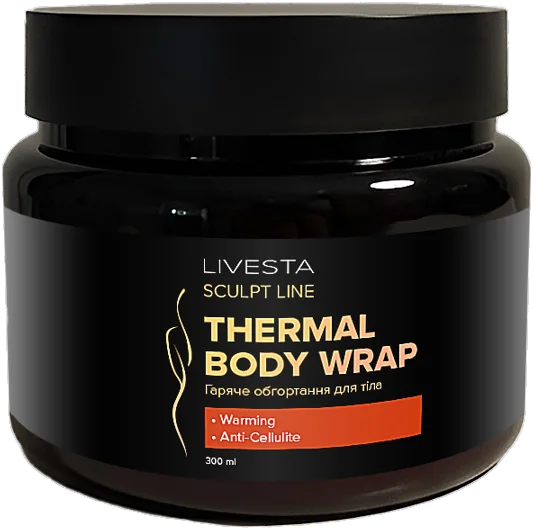 LIVESTA
SCULPT LINE
THERMAL
BODY WRAP
Гаряче обгортання для тіла
• Warming
• Anti-Cellulite
300 ml